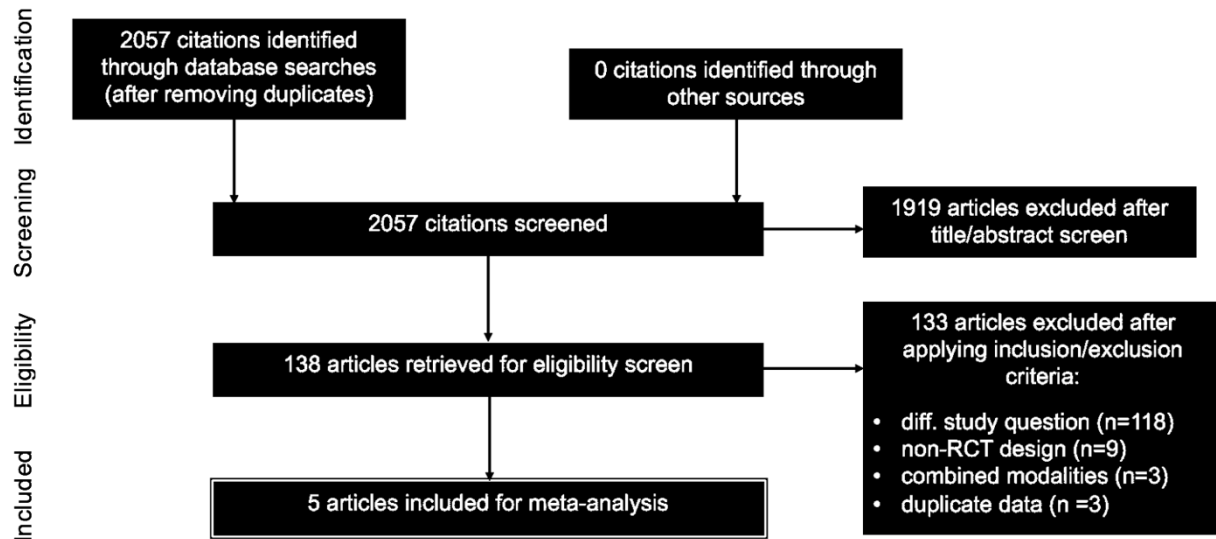 Identification
2057 citations identified
through database searches
(after removing duplicates)
0 citations identified through
other sources
Screening
2057 citations screened
1919 articles excluded after
title/abstract screen
Eligibility
138 articles retrieved for eligibility screen
133 articles excluded after
applying inclusion/exclusion
criteria:
• diff. study question (n=118)
• non-RCT design (n=9)
• combined modalities (n=3)
• duplicate data (n =3)
Included
5 articles included for meta-analysis